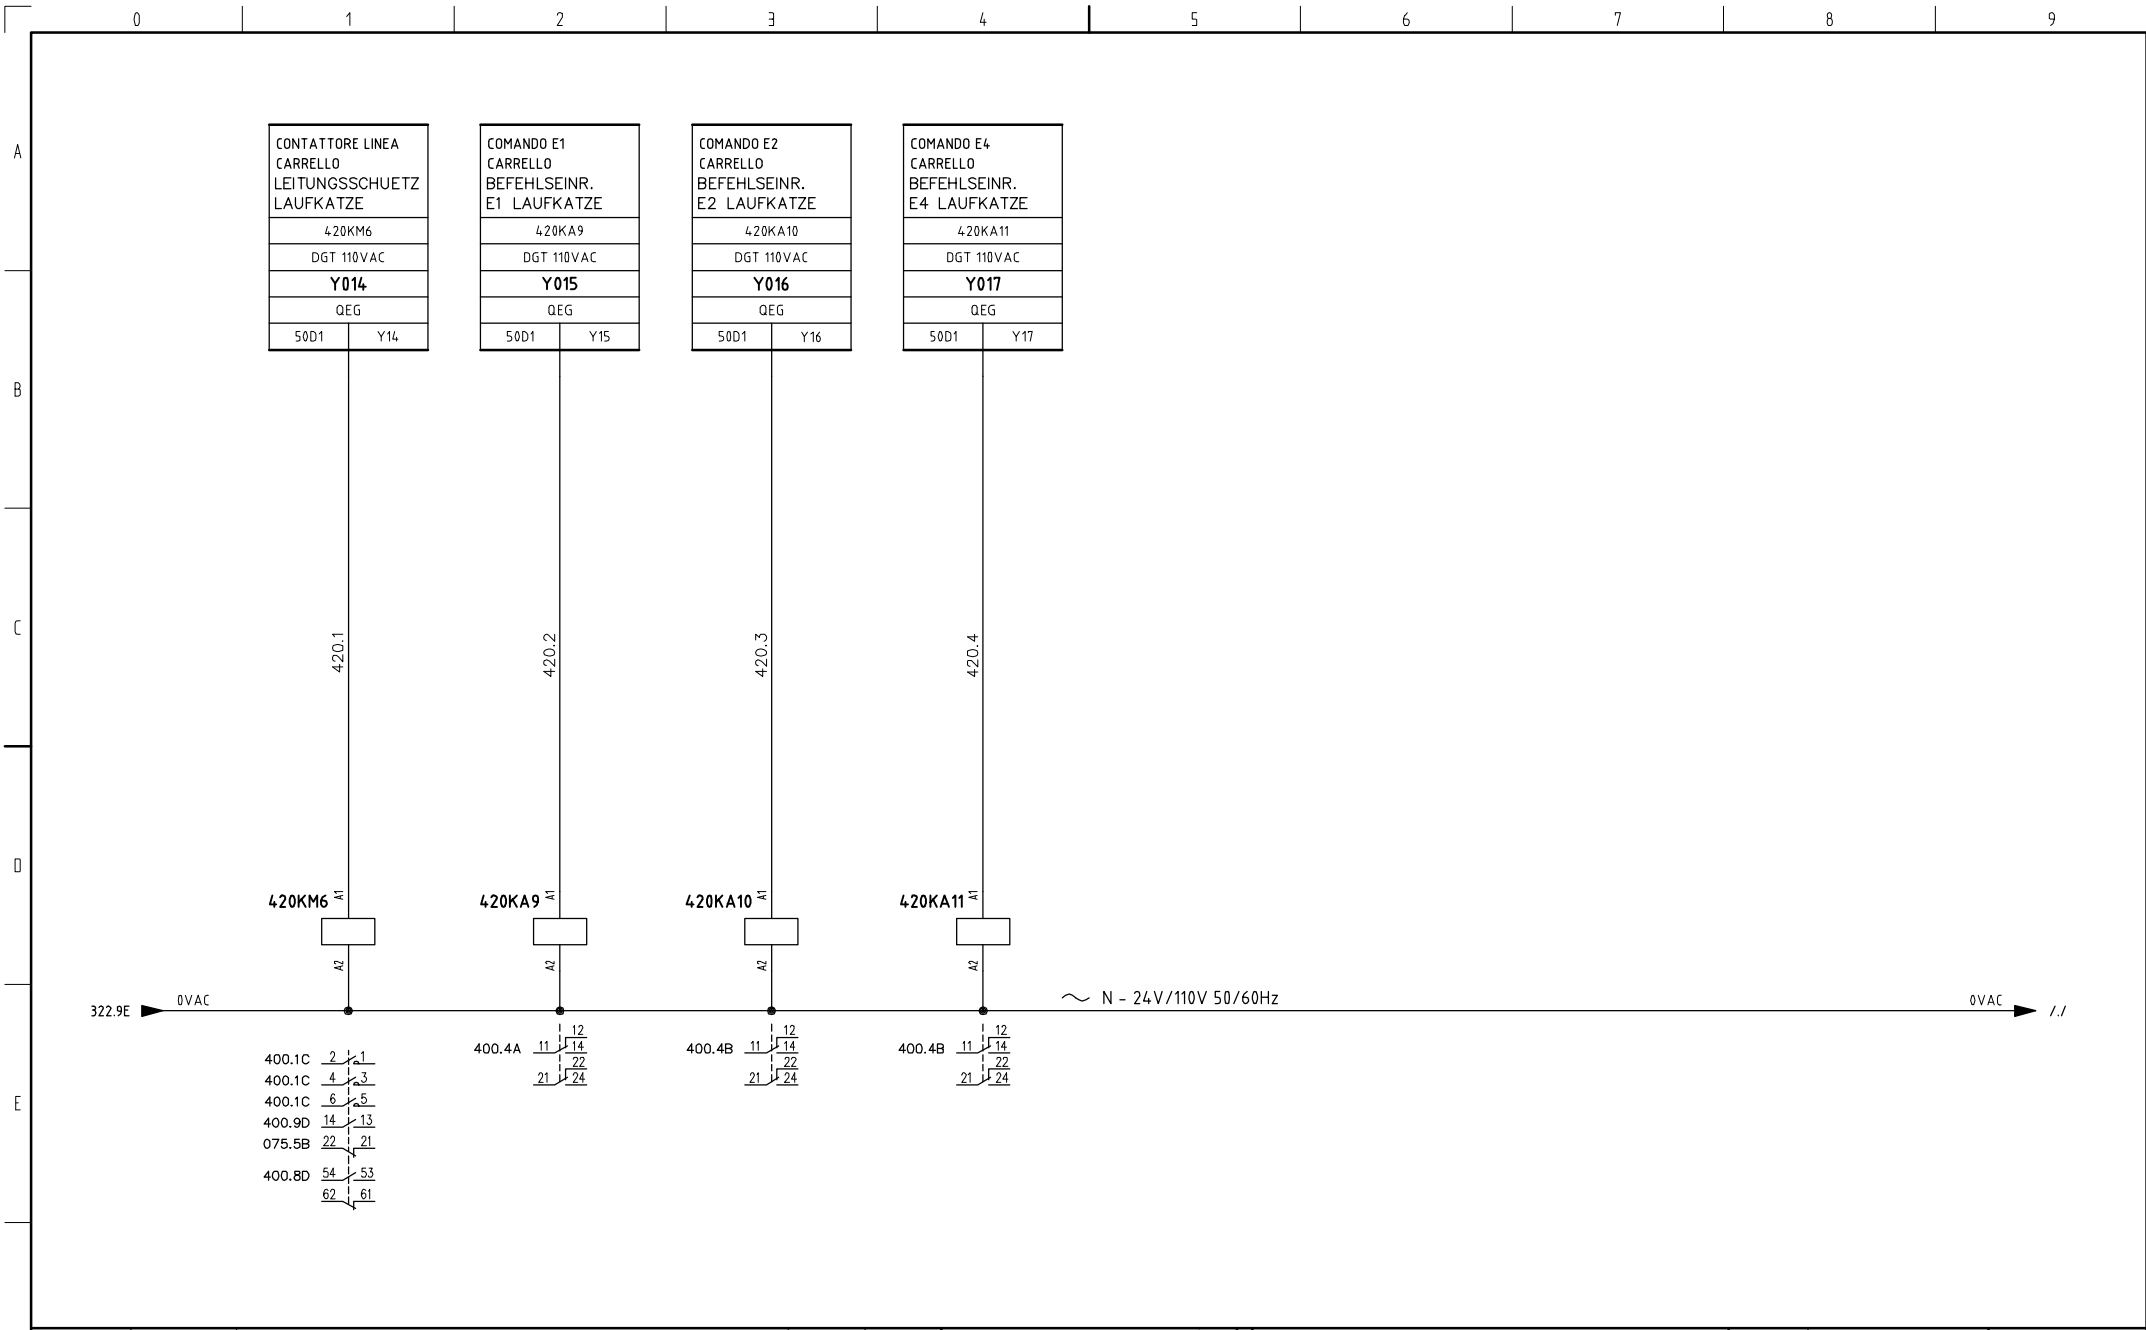 0 1 2 3 4 5 6 7 8 9
A
CONTATTORE LINEA
CARRELLO
LEITUNGSSCHUETZ
LAUFKATZE
420KM6
DGT 110VAC
Y014
QEG
50D1 Y14
COMANDO E1
CARRELLO
BEFEHLSEINR.
E1 LAUFKATZE
420KA9
DGT 110VAC
Y015
QEG
50D1 Y15
COMANDO E2
CARRELLO
BEFEHLSEINR.
E2 LAUFKATZE
420KA10
DGT 110VAC
Y016
QEG
50D1 Y16
COMANDO E4
CARRELLO
BEFEHLSEINR.
E4 LAUFKATZE
420KA11
DGT 110VAC
Y017
QEG
50D1 Y17
B
C
420.1
420.2
420.3
420.4
D
420KM6 A1
A2
420KA9 A1
A2
420KA10 A1
A2
420KA11 A1
A2
322.9E 0VAC
N - 24V/110V 50/60Hz
0VAC /./
E
400.1C 2 1
400.1C 4 3
400.1C 6 5
400.9D 14 13
075.5B 22 21
400.8D 54 53
62 61
12
400.4A 11 14
22
21 24
12
400.4B 11 14
22
21 24
12
400.4B 11 14
22
21 24